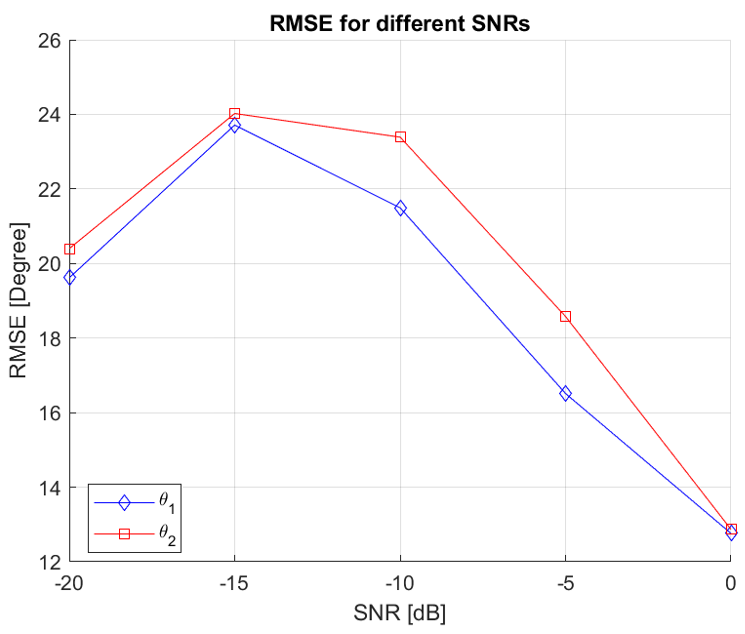 RMSE for different SNRs
26
24
22
20
18
16
14
12
RMSE [Degree]
θ1
θ2
-20 -15 -10 -5 0
SNR [dB]